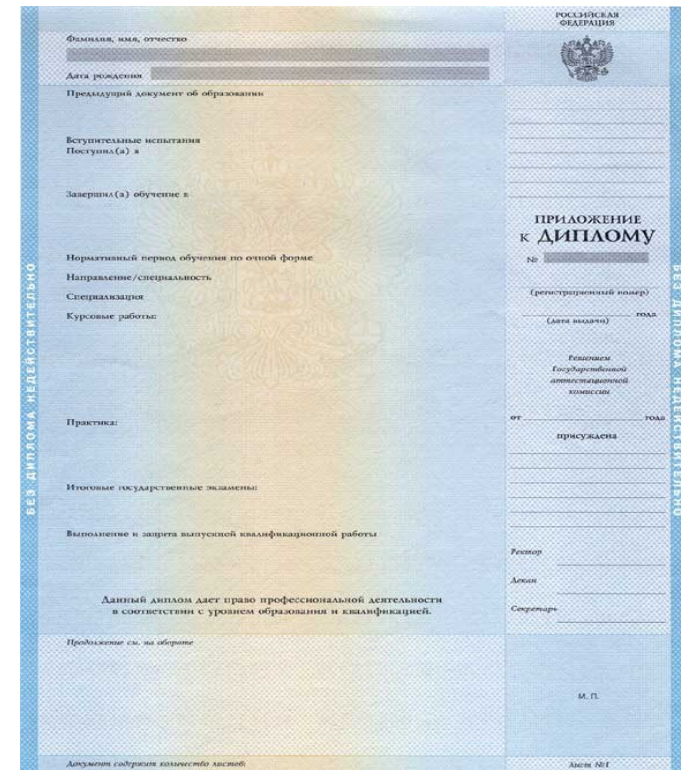 Фамилия, имя, отчество
Дата рождения
Предыдущий документ об образовании
Вступительные испытания
Поступил(а) в
Завершил(а) обучение в
Нормативный период обучения по очной форме
Направление/специальность
Специализация
Курсовые работы:
Практика:
Итоговые государственные экзамены:
Выполнение и защита выпускной квалификационной работы
Данный диплом дает право профессиональной деятельности
в соответствии с уровнем образования и квалификацией.
Продолжение см. на обороте
Документ содержит количество листов:
РОССИЙСКАЯ
ФЕДЕРАЦИЯ
ПРИЛОЖЕНИЕ
К ДИПЛОМУ
№
(регистрационный номер)
года
(дата выдачи)
Решением
Государственной
аттестационной
комиссии
от года
присуждена
Ректор
Декан
Секретарь
М. П.
Лист №1
БЕЗ ДИПЛОМА НЕДЕЙСТВИТЕЛЬНО
БЕЗ ДИПЛОМА НЕДЕЙСТВИТЕЛЬНО